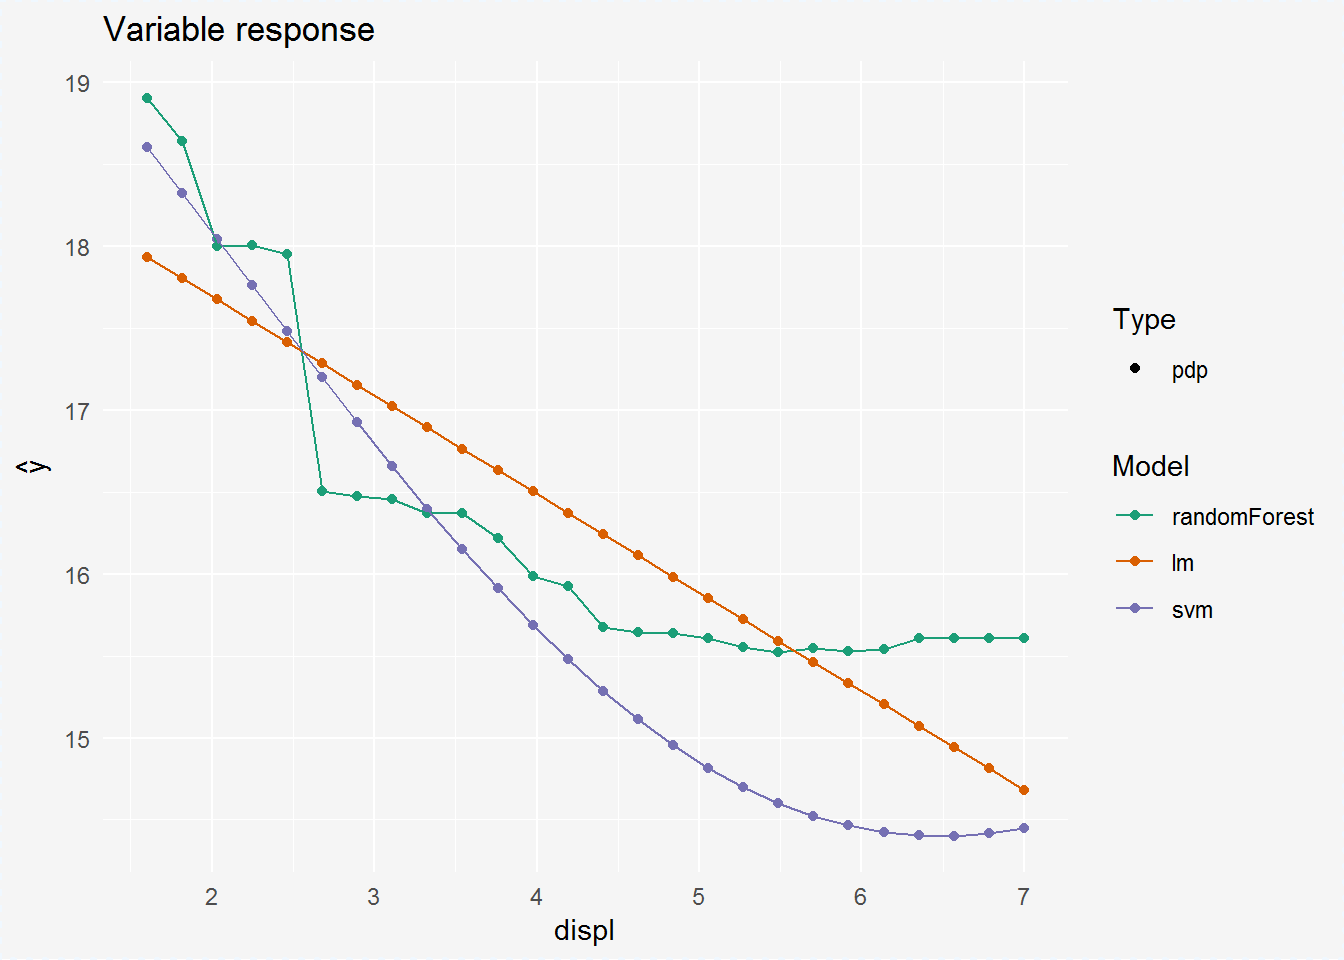 Variable response
19
18
17
16
15
ŷ
2 3 4 5 6 7
displ
Type
pdp
Model
randomForest
lm
svm